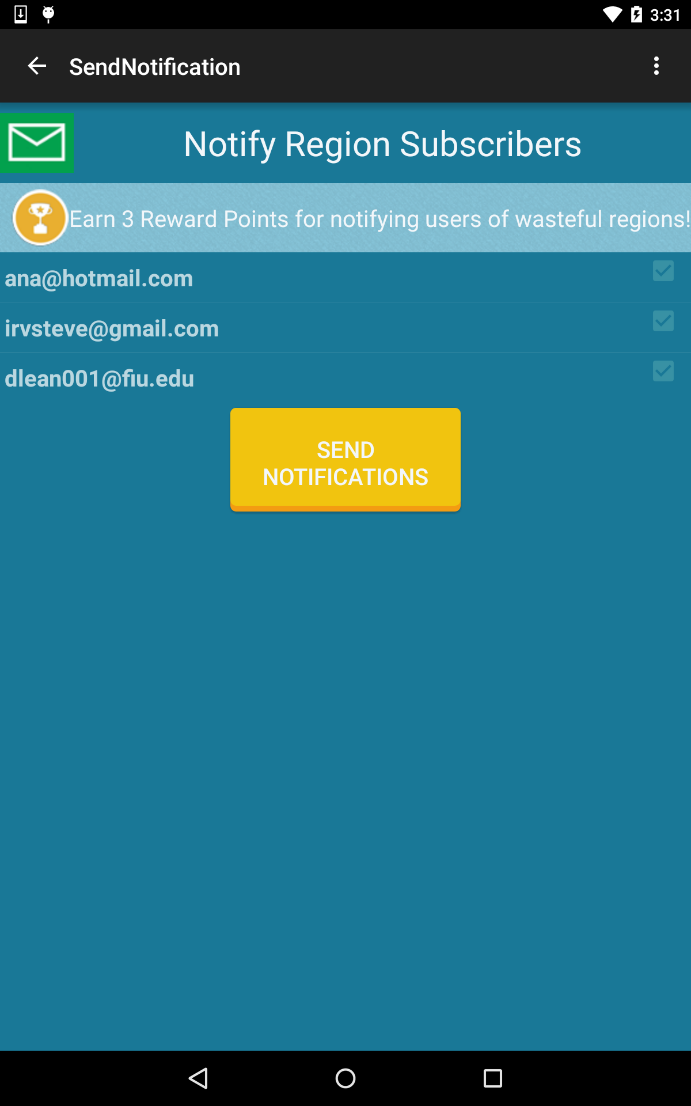 3:31
SendNotification
Notify Region Subscribers
Earn 3 Reward Points for notifying users of wasteful regions!
ana@hotmail.com
irvsteve@gmail.com
dlean001@fiu.edu
SEND
NOTIFICATIONS